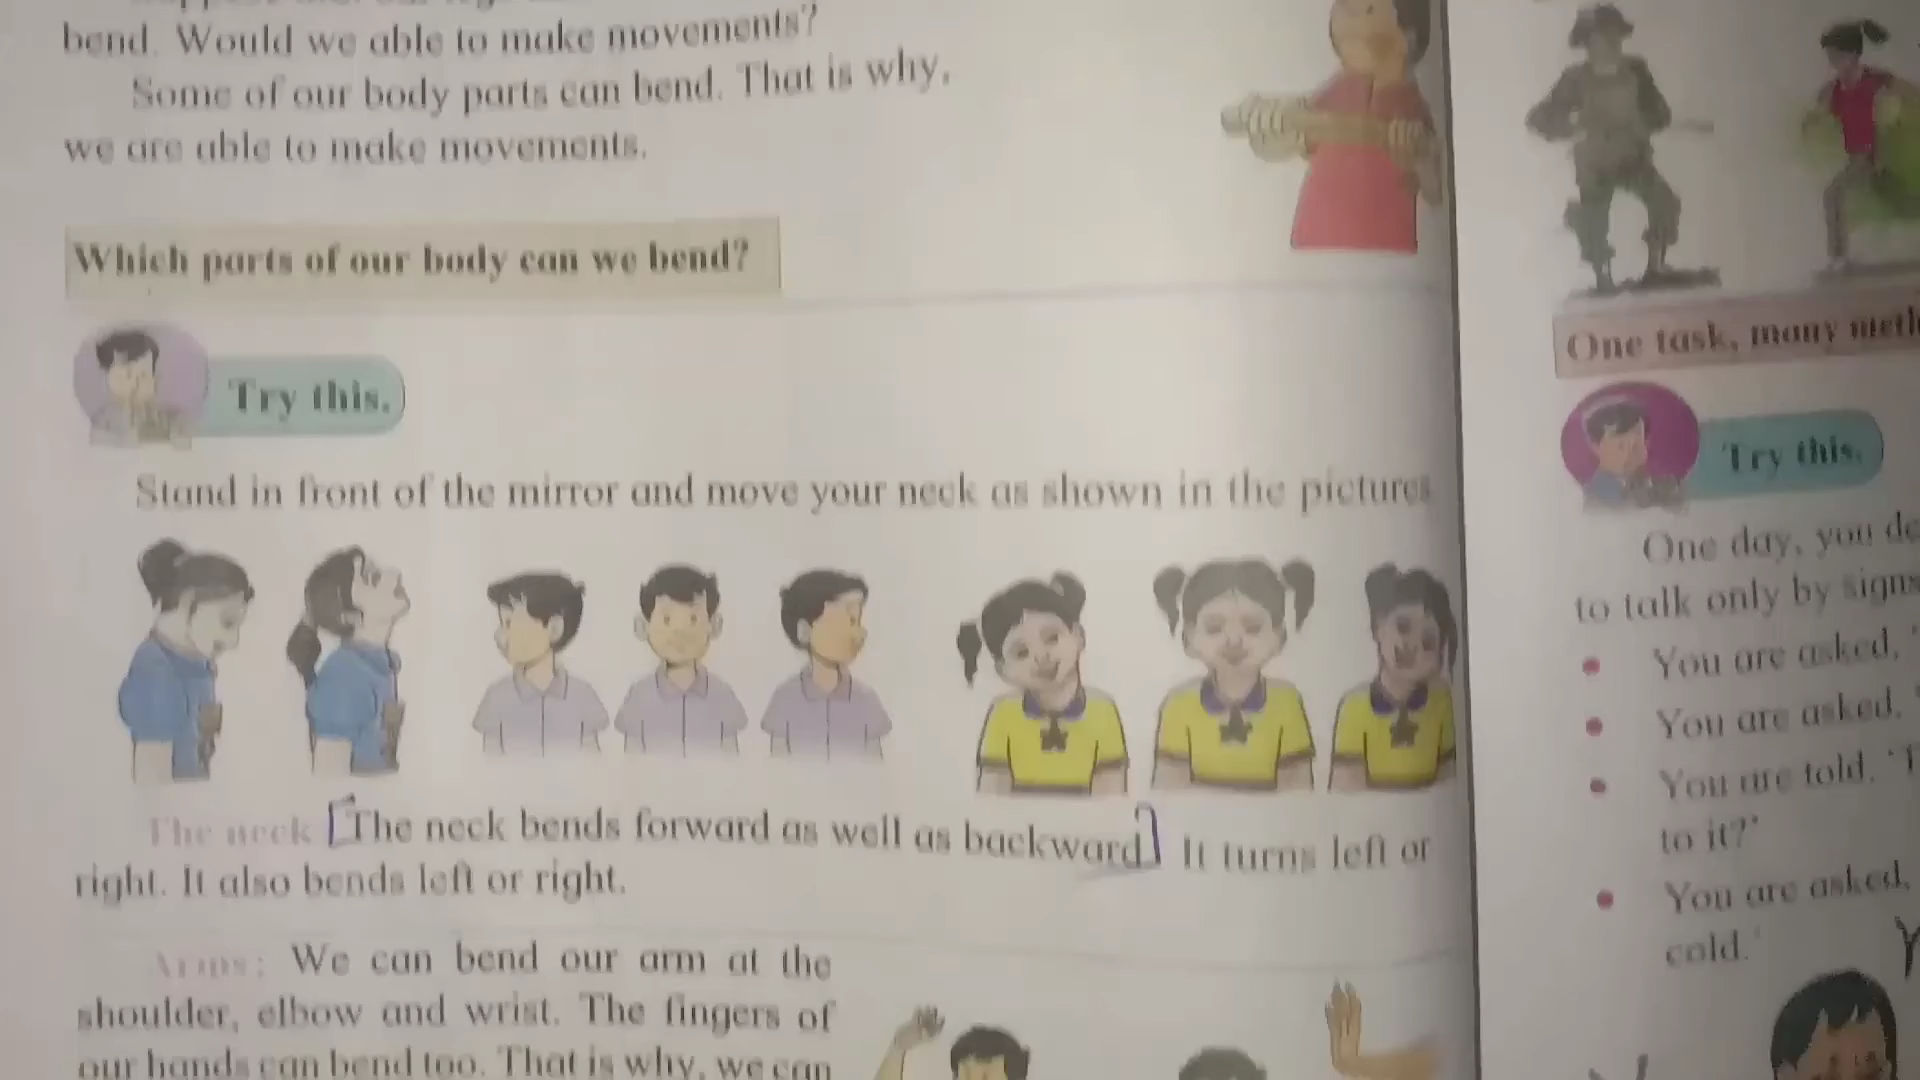 bend. Would we able to make movements?
Some of our body parts can bend. That is why,
we are able to make movements.
Which parts of our body can we bend?
Try this.
Stand in front of the mirror and move your neck as shown in the pictures
The neck The neck bends forward as well as backward. It turns left or
right. It also bends left or right.
Arms: We can bend our arm at the
shoulder, elbow and wrist. The fingers of
our hands can bend too. That is why, we can
One task, many
Try this.
One day, you
to talk only by signs
You are asked,
You are asked,
You are told,
to it?'
You are asked,
cold.'